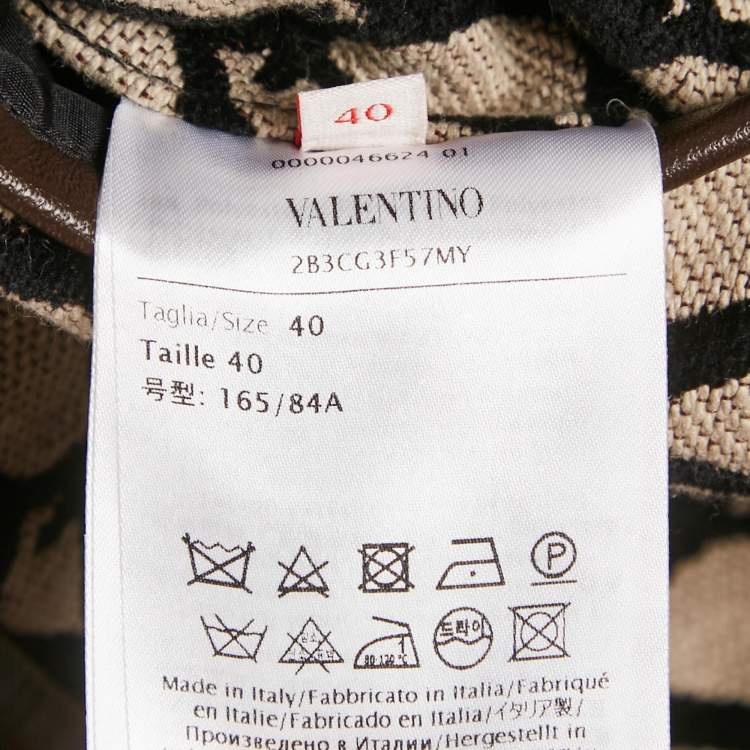 40
0000046624 01
VALENTINO
2B3CG3F57MY
Taglia/Size 40
Taille 40
号型: 165/84A
P
드라이
80-120°C
Made in Italy/Fabbricato in Italia/Fabriqué
en Italie/Fabricado en Italia/イタリア製/
Произведено в Италии/Hergestellt in